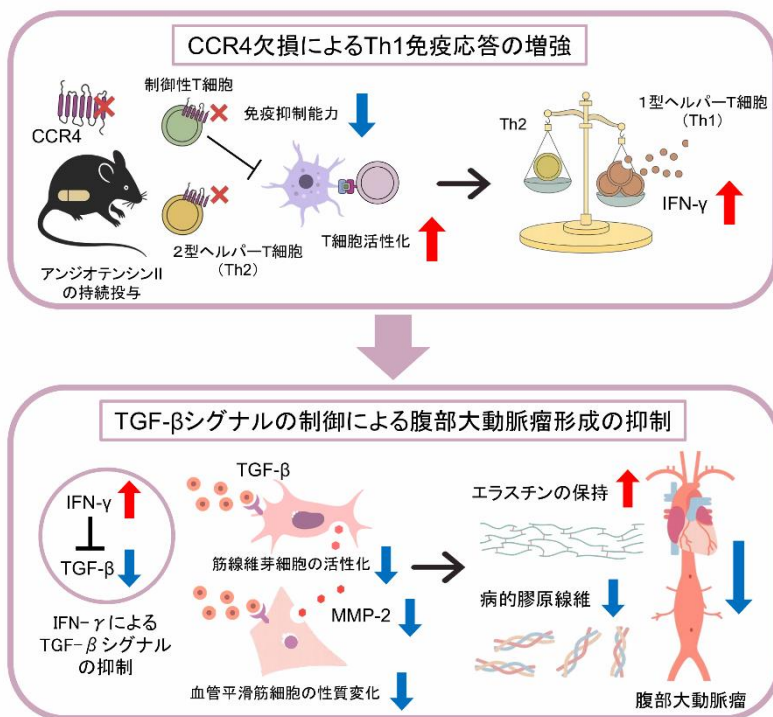 CCR4欠損によるTh1免疫応答の増強
CCR4
制御性T細胞
免疫抑制能力
2型ヘルパーT細胞
(Th2)
T細胞活性化
アンジオテンシンII
の持続投与
Th2
1型ヘルパーT細胞
(Th1)
IFN-γ
TGF-βシグナルの制御による腹部大動脈瘤形成の抑制
IFN-γ
TGF-β
IFN-γによる
TGF-βシグナル
の抑制
TGF-β
筋線維芽細胞の活性化
MMP-2
血管平滑筋細胞の性質変化
エラスチンの保持
病的膠原線維
腹部大動脈瘤